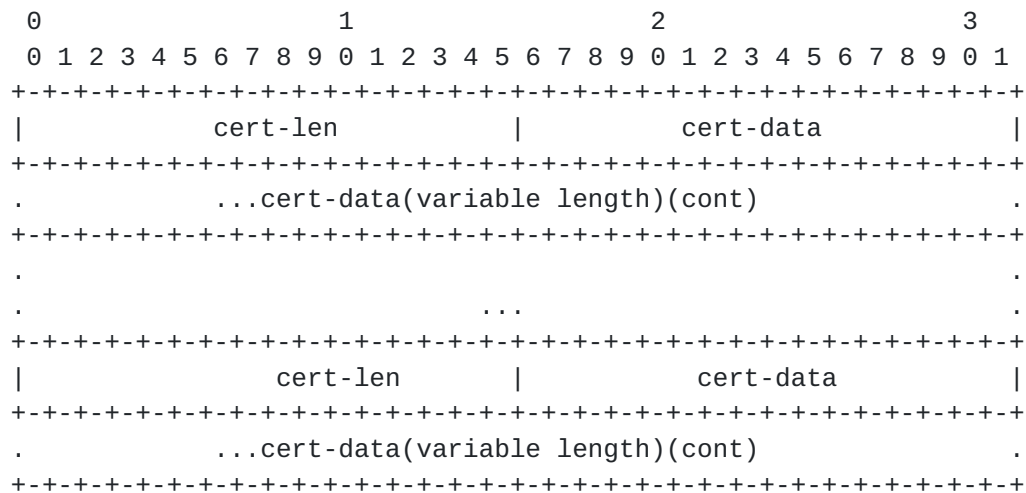 0                   1                   2                   3
0 1 2 3 4 5 6 7 8 9 0 1 2 3 4 5 6 7 8 9 0 1 2 3 4 5 6 7 8 9 0 1
+-+-+-+-+-+-+-+-+-+-+-+-+-+-+-+-+-+-+-+-+-+-+-+-+-+-+-+-+-+-+-+-+
|            cert-len           |          cert-data            |
+-+-+-+-+-+-+-+-+-+-+-+-+-+-+-+-+-+-+-+-+-+-+-+-+-+-+-+-+-+-+-+-+
.            ...cert-data(variable length)(cont)                .
+-+-+-+-+-+-+-+-+-+-+-+-+-+-+-+-+-+-+-+-+-+-+-+-+-+-+-+-+-+-+-+-+
.                                                               .
.                             ...                               .
+-+-+-+-+-+-+-+-+-+-+-+-+-+-+-+-+-+-+-+-+-+-+-+-+-+-+-+-+-+-+-+-+
|                cert-len       |           cert-data           |
+-+-+-+-+-+-+-+-+-+-+-+-+-+-+-+-+-+-+-+-+-+-+-+-+-+-+-+-+-+-+-+-+
.            ...cert-data(variable length)(cont)                .
+-+-+-+-+-+-+-+-+-+-+-+-+-+-+-+-+-+-+-+-+-+-+-+-+-+-+-+-+-+-+-+-+